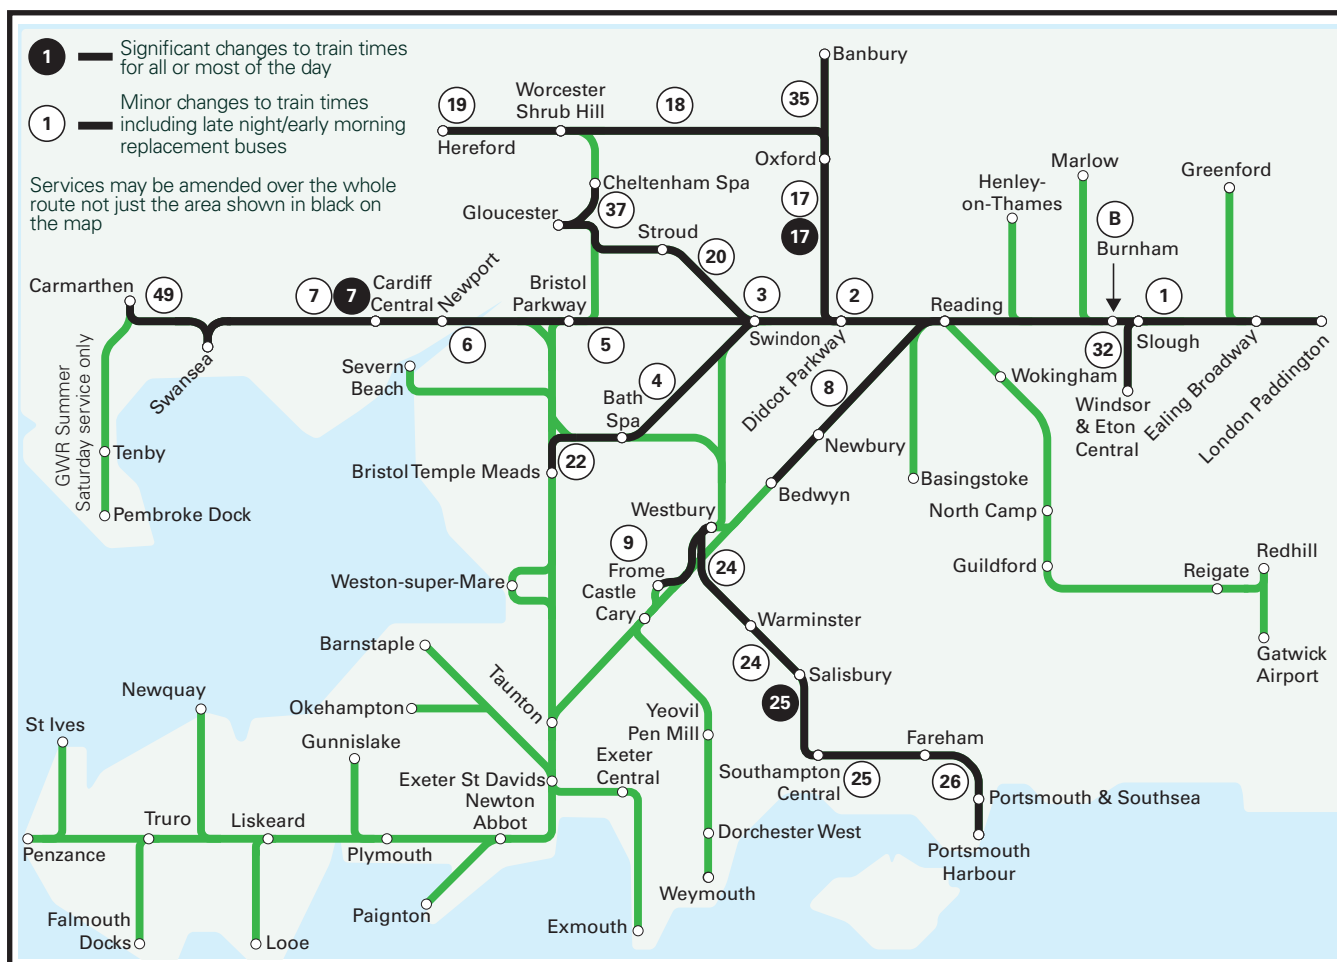 1
Significant changes to train times
for all or most of the day
1
Minor changes to train times
including late night/early morning
replacement buses
Services may be amended over the whole
route not just the area shown in black on
the map
Banbury
35
19
Worcester
Shrub Hill
18
Hereford
Oxford
Cheltenham Spa
37
Gloucester
Stroud
20
17
17
Marlow
Henley-
on-Thames
Greenford
B
Burnham
Carmarthen
49
7
7
Cardiff
Central
Newport
Bristol
Parkway
3
2
Reading
1
6
5
Swindon
Didcot Parkway
32
Slough
Ealing Broadway
London Paddington
Swansea
GWR Summer
Saturday service only
Severn
Beach
4
Bath
Spa
8
Wokingham
Windsor
& Eton
Central
Tenby
Newbury
Bristol Temple Meads
22
Bedwyn
Basingstoke
Pembroke Dock
Westbury
North Camp
9
Frome
24
Guildford
Redhill
Reigate
Weston-super-Mare
Castle
Cary
Warminster
Barnstaple
24
Salisbury
Gatwick
Airport
Newquay
Taunton
25
Okehampton
Yeovil
Pen Mill
St Ives
Gunnislake
Fareham
Exeter St Davids
Exeter
Central
Southampton
Central
25
26
Newton
Abbot
Portsmouth & Southsea
Truro
Liskeard
Dorchester West
Penzance
Plymouth
Portsmouth
Harbour
Weymouth
Falmouth
Docks
Looe
Paignton
Exmouth